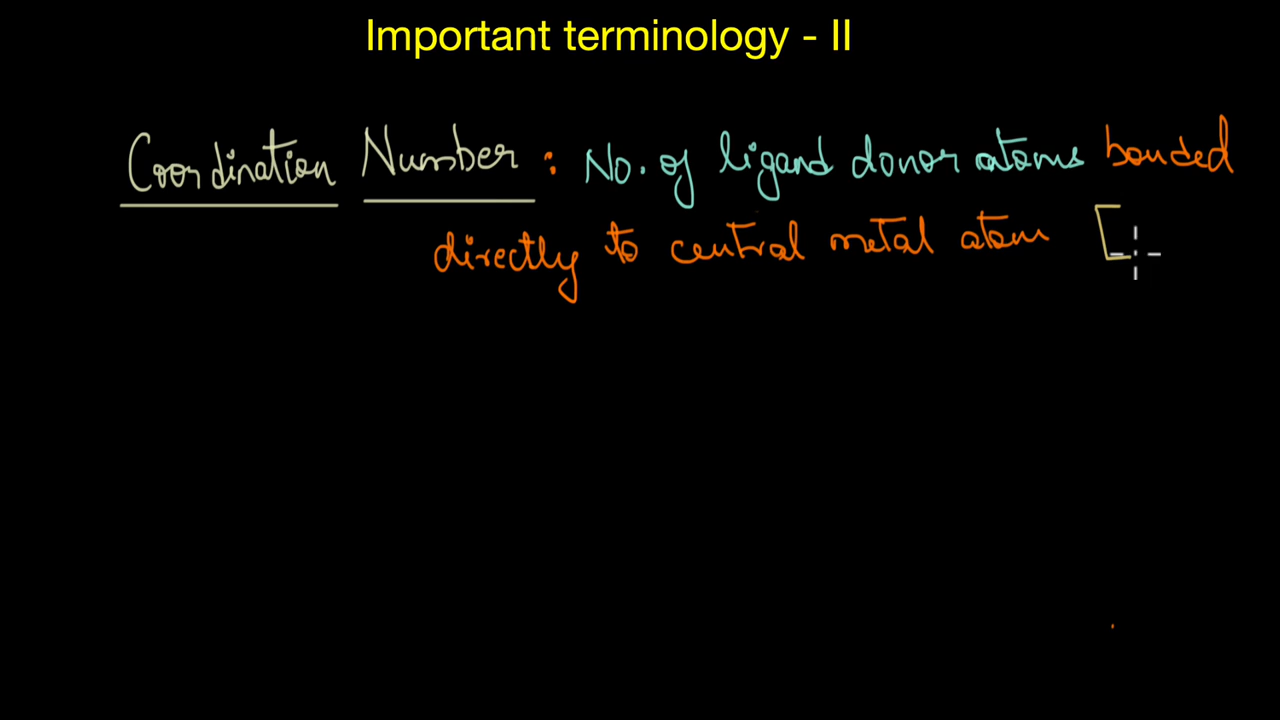 Important terminology - II
Coordination Number : No. of ligand donor atoms bonded
directly to central metal atom [